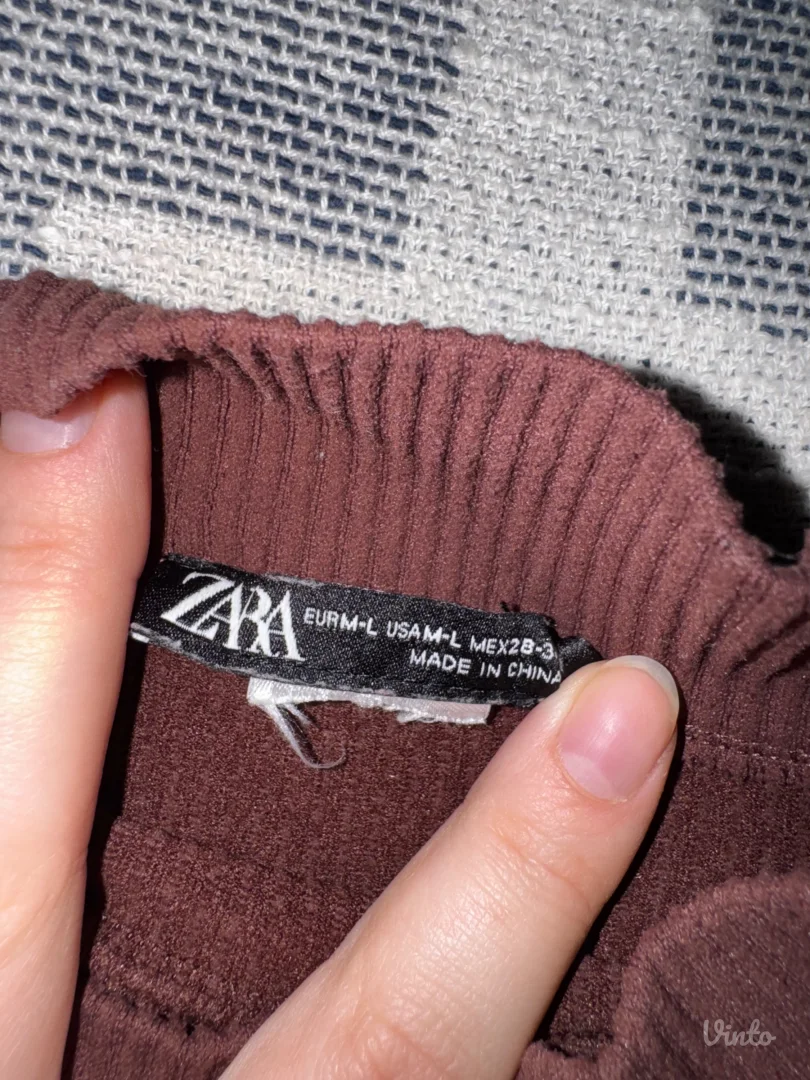 ZARA
EURM-L USAM-L MEX28-3
MADE IN CHINA
Vinto